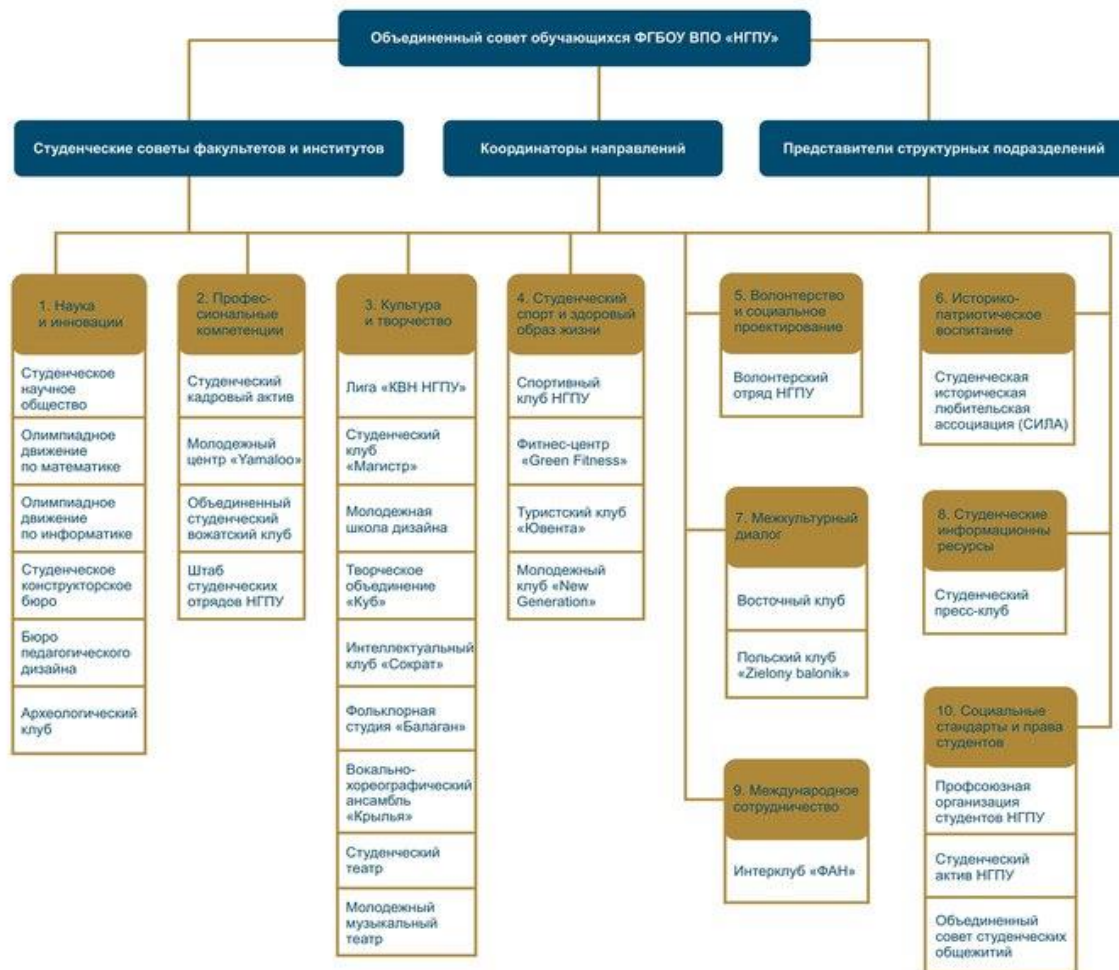 Объединенный совет обучающихся ФГБОУ ВПО «НГПУ»
Студенческие советы факультетов и институтов
Координаторы направлений
Представители структурных подразделений
1. Наука
и инновации
Студенческое
научное
общество
Олимпиадное
движение
по математике
Олимпиадное
движение
по информатике
Студенческое
конструкторское
бюро
Бюро
педагогического
дизайна
Археологический
клуб
2. Профес-
сиональные
компетенции
Студенческий
кадровый актив
Молодежный
центр «Yamaloo»
Объединенный
студенческий
вожатский клуб
Штаб
студенческих
отрядов НГПУ
3. Культура
и творчество
Лига «КВН НГПУ»
Студенческий
клуб
«Магистр»
Молодежная
школа дизайна
Творческое
объединение
«Куб»
Интеллектуальный
клуб «Сократ»
Фольклорная
студия «Балаган»
Вокально-
хореографический
ансамбль
«Крылья»
Студенческий
театр
Молодежный
музыкальный
театр
4. Студенческий
спорт и здоровый
образ жизни
Спортивный
клуб НГПУ
Фитнес-центр
«Green Fitness»
Туристский клуб
«Ювента»
Молодежный
клуб «New
Generation»
5. Волонтерство
и социальное
проектирование
Волонтерский
отряд НГПУ
6. Историко-
патриотическое
воспитание
Студенческая
историческая
любительская
ассоциация (СИЛА)
7. Межкультурный
диалог
Восточный клуб
Польский клуб
«Zielony balonik»
8. Студенческие
информационны
ресурсы
Студенческий
пресс-клуб
9. Международное
сотрудничество
Интерклуб «ФАН»
10. Социальные
стандарты и права
студентов
Профсоюзная
организация
студентов НГПУ
Студенческий
актив НГПУ
Объединенный
совет студенческих
общежитий